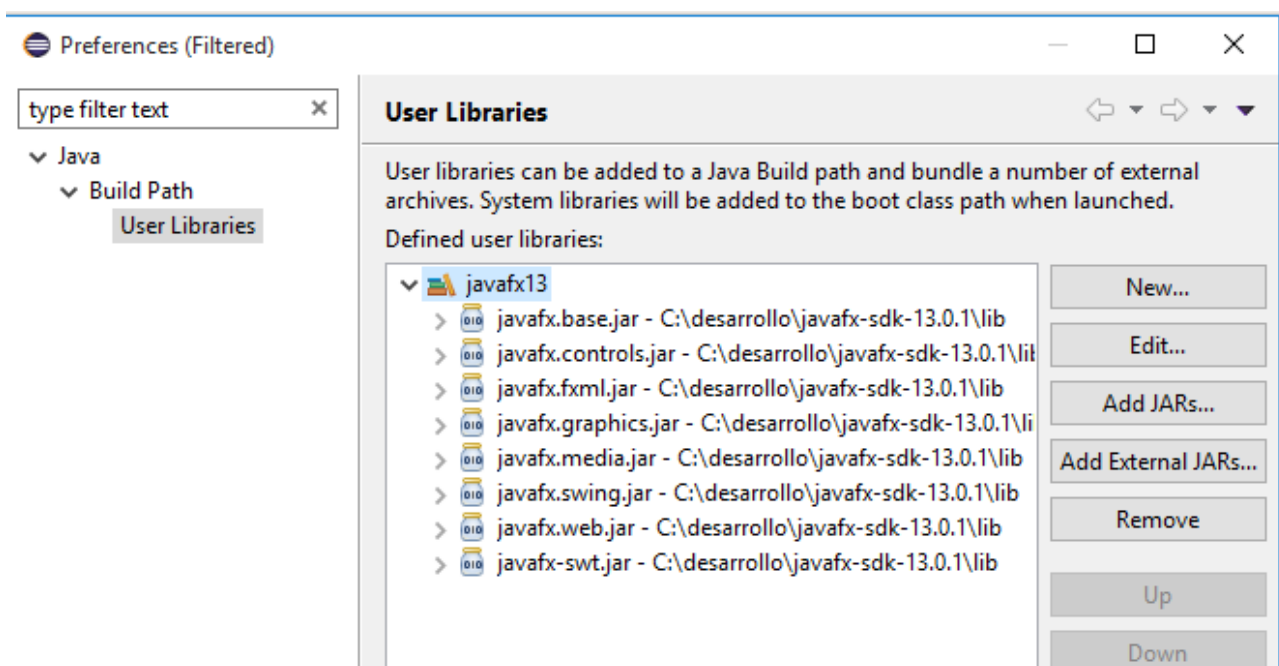 Preferences (Filtered)
type filter text
Java
Build Path
User Libraries
User Libraries
User libraries can be added to a Java Build path and bundle a number of external
archives. System libraries will be added to the boot class path when launched.
Defined user libraries:
javafx13
javafx.base.jar - C:\desarrollo\javafx-sdk-13.0.1\lib
javafx.controls.jar - C:\desarrollo\javafx-sdk-13.0.1\lib
javafx.fxml.jar - C:\desarrollo\javafx-sdk-13.0.1\lib
javafx.graphics.jar - C:\desarrollo\javafx-sdk-13.0.1\li
javafx.media.jar - C:\desarrollo\javafx-sdk-13.0.1\lib
javafx.swing.jar - C:\desarrollo\javafx-sdk-13.0.1\lib
javafx.web.jar - C:\desarrollo\javafx-sdk-13.0.1\lib
javafx-swt.jar - C:\desarrollo\javafx-sdk-13.0.1\lib
New...
Edit...
Add JARs...
Add External JARs...
Remove
Up
Down